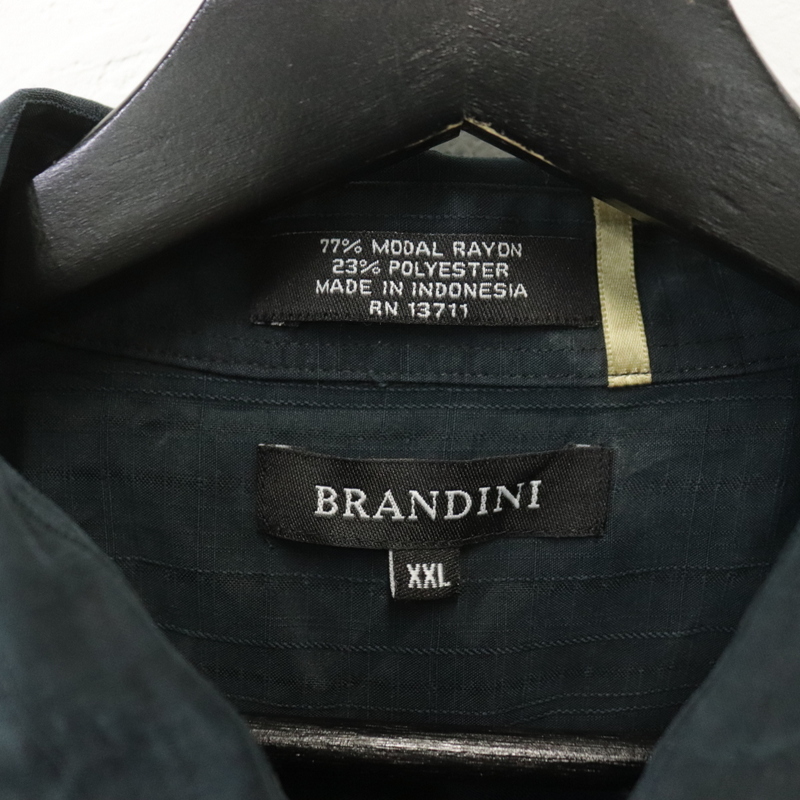 77% MODAL RAYON
23% POLYESTER
MADE IN INDONESIA
RN 13711
BRANDINI
XXL